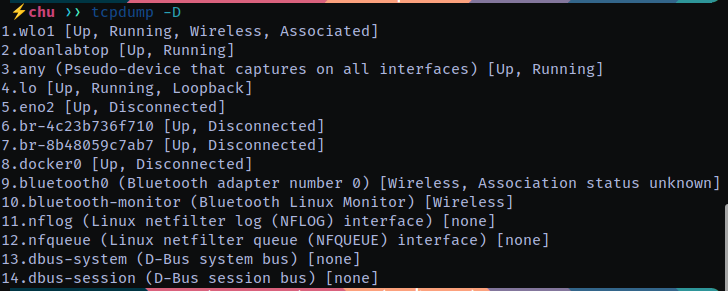 ⚡chu ❯❯ tcpdump -D
1.wlo1 [Up, Running, Wireless, Associated]
2.doanlabtop [Up, Running]
3.any (Pseudo-device that captures on all interfaces) [Up, Running]
4.lo [Up, Running, Loopback]
5.eno2 [Up, Disconnected]
6.br-4c23b736f710 [Up, Disconnected]
7.br-8b48059c7ab7 [Up, Disconnected]
8.docker0 [Up, Disconnected]
9.bluetooth0 (Bluetooth adapter number 0) [Wireless, Association status unknown]
10.bluetooth-monitor (Bluetooth Linux Monitor) [Wireless]
11.nflog (Linux netfilter log (NFLOG) interface) [none]
12.nfqueue (Linux netfilter queue (NFQUEUE) interface) [none]
13.dbus-system (D-Bus system bus) [none]
14.dbus-session (D-Bus session bus) [none]